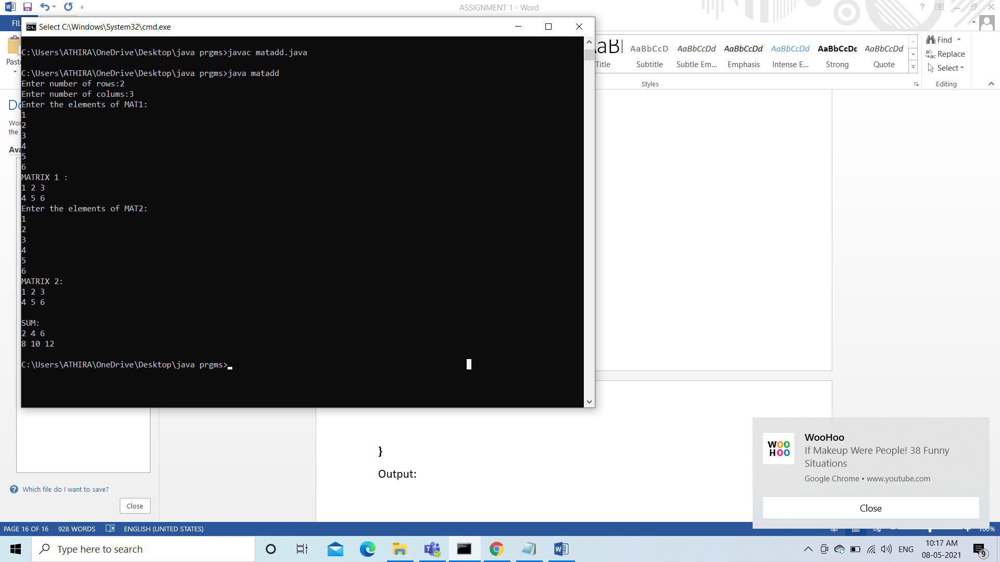 ASSIGNMENT 1 - Word
?
FIL
Select C:\Windows\System32\cmd.exe
C:\Users\ATHIRA\OneDrive\Desktop\java prgms>javac matadd.java
C:\Users\ATHIRA\OneDrive\Desktop\java prgms>java matadd
Enter number of rows:2
Enter number of colums:3
Enter the elements of MAT1:
1
2
3
4
5
6
MATRIX 1 :
1 2 3
4 5 6
Enter the elements of MAT2:
1
2
3
4
5
6
MATRIX 2:
1 2 3
4 5 6
SUM:
2 4 6
8 10 12
C:\Users\ATHIRA\OneDrive\Desktop\java prgms>
Paste
Do
Wor
the
Ava
Which file do I want to save?
Close
aBl AaBbCcD AaBbCcDd AaBbCcDd AaBbCcDd AaBbCcDc AaBbCcDd
Title Subtitle Subtle Em... Emphasis Intense E... Strong Quote
Styles
Find
Replace
Select
Editing
}
Output:
WOO
HOO
WooHoo
If Makeup Were People! 38 Funny
Situations
Google Chrome • www.youtube.com
Close
PAGE 16 OF 16 928 WORDS ENGLISH (UNITED STATES) 100%
Type here to search
ENG
10:17 AM
08-05-2021
9